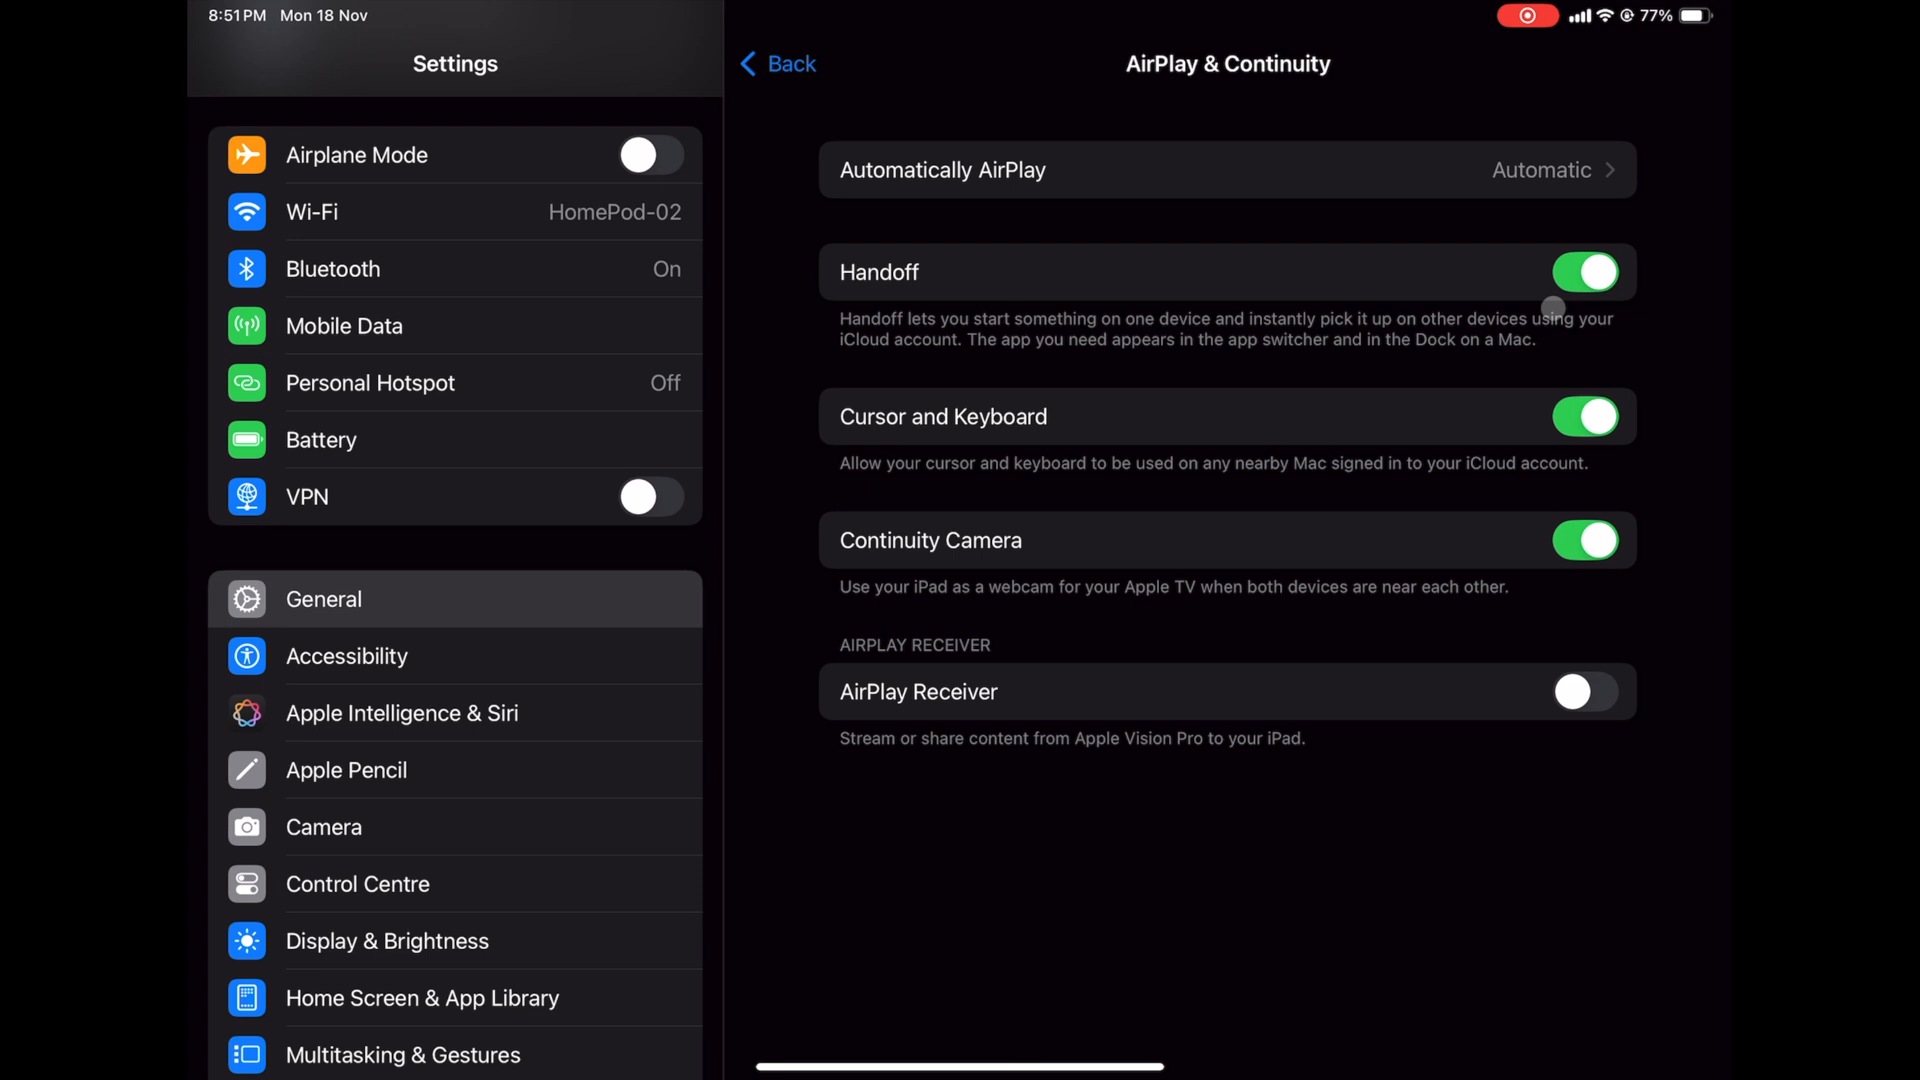 8:51 PM Mon 18 Nov
77%
Settings
Airplane Mode
Wi-Fi HomePod-02
Bluetooth On
Mobile Data
Personal Hotspot Off
Battery
VPN
General
Accessibility
Apple Intelligence & Siri
Apple Pencil
Camera
Control Centre
Display & Brightness
Home Screen & App Library
Multitasking & Gestures
Back
AirPlay & Continuity
Automatically AirPlay Automatic
Handoff
Handoff lets you start something on one device and instantly pick it up on other devices using your
iCloud account. The app you need appears in the app switcher and in the Dock on a Mac.
Cursor and Keyboard
Allow your cursor and keyboard to be used on any nearby Mac signed in to your iCloud account.
Continuity Camera
Use your iPad as a webcam for your Apple TV when both devices are near each other.
AIRPLAY RECEIVER
AirPlay Receiver
Stream or share content from Apple Vision Pro to your iPad.